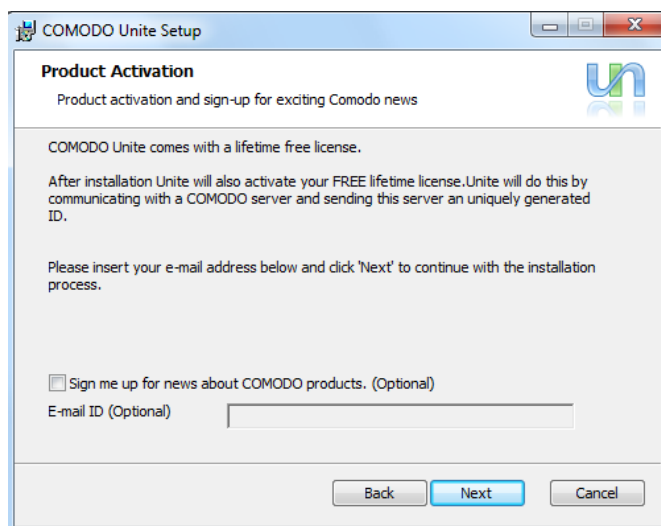 COMODO Unite Setup
Product Activation
Product activation and sign-up for exciting Comodo news
un
COMODO Unite comes with a lifetime free license.
After installation Unite will also activate your FREE lifetime license.Unite will do this by
communicating with a COMODO server and sending this server an uniquely generated
ID.
Please insert your e-mail address below and click 'Next' to continue with the installation
process.
Sign me up for news about COMODO products. (Optional)
E-mail ID (Optional)
Back Next Cancel